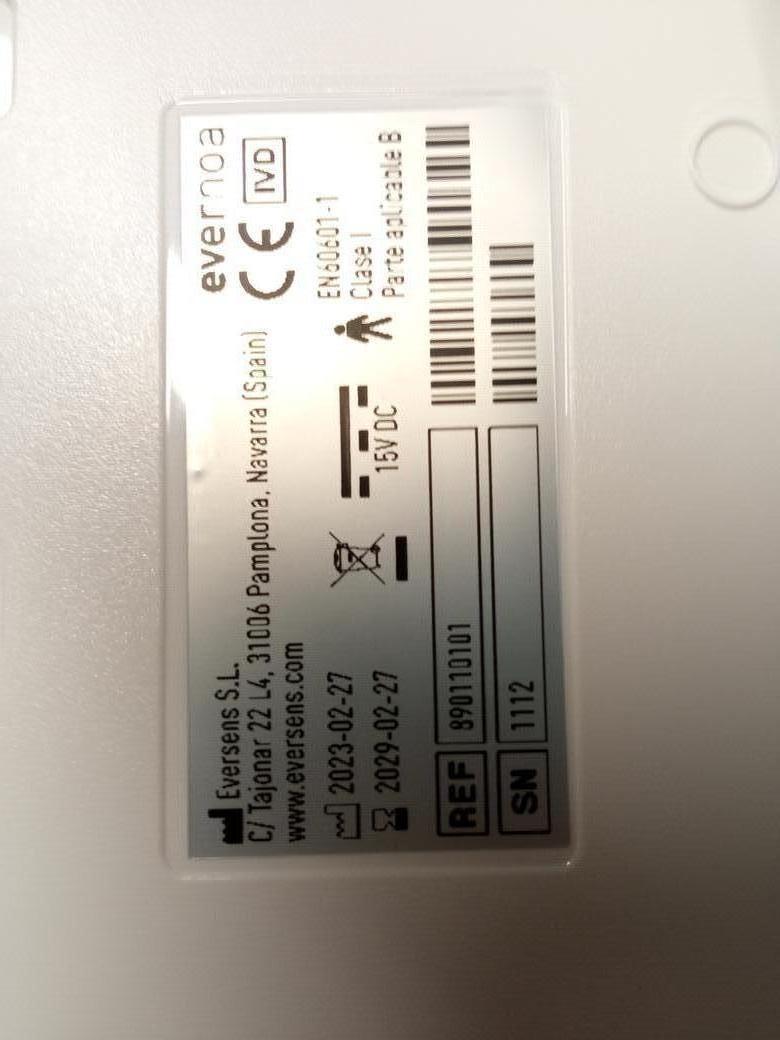 Eversens S.L.
C/ Tajonar 22 L4, 31006 Pamplona, Navarra (Spain)
www.eversens.com
evernoa
CE IVD
2023-02-27
2029-02-27
15V DC
EN60601-1
Clase I
Parte aplicable B
REF 890110101
SN 1112